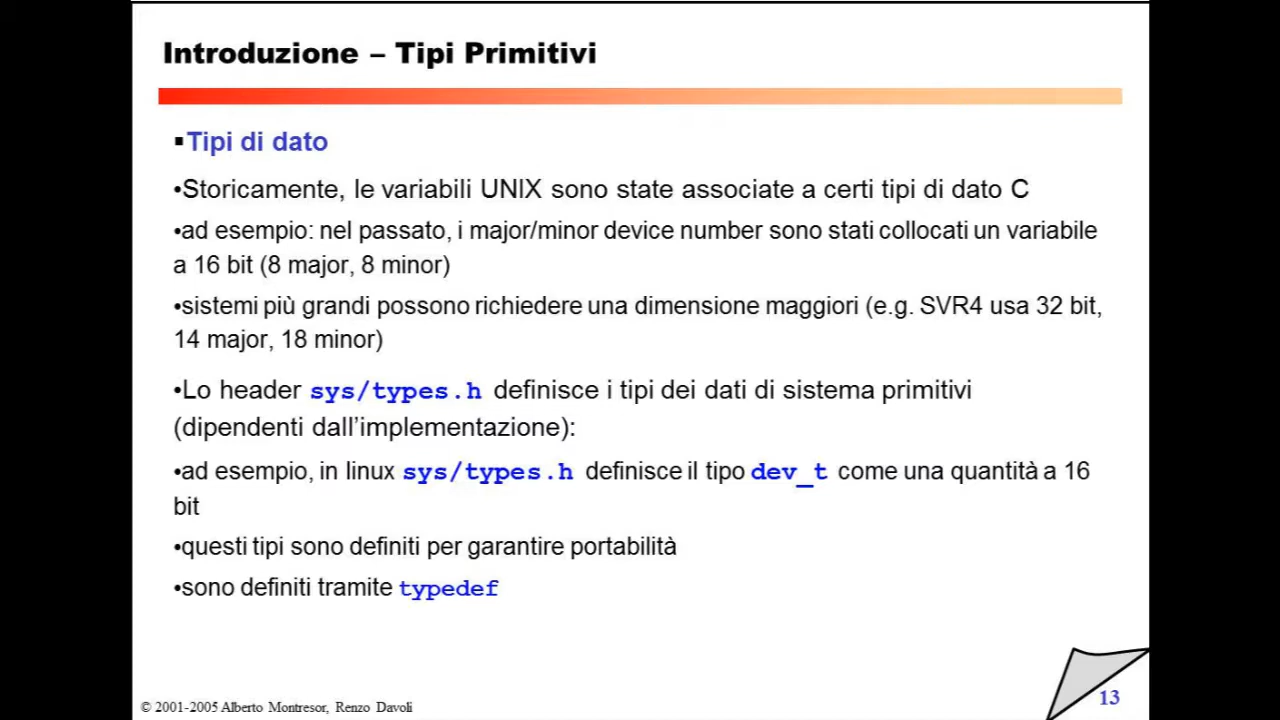 Introduzione – Tipi Primitivi
▪Tipi di dato
•Storicamente, le variabili UNIX sono state associate a certi tipi di dato C
•ad esempio: nel passato, i major/minor device number sono stati collocati un variabile
a 16 bit (8 major, 8 minor)
•sistemi più grandi possono richiedere una dimensione maggiori (e.g. SVR4 usa 32 bit,
14 major, 18 minor)
•Lo header sys/types.h definisce i tipi dei dati di sistema primitivi
(dipendenti dall’implementazione):
•ad esempio, in linux sys/types.h definisce il tipo dev_t come una quantità a 16
bit
•questi tipi sono definiti per garantire portabilità
•sono definiti tramite typedef
© 2001-2005 Alberto Montresor, Renzo Davoli
13